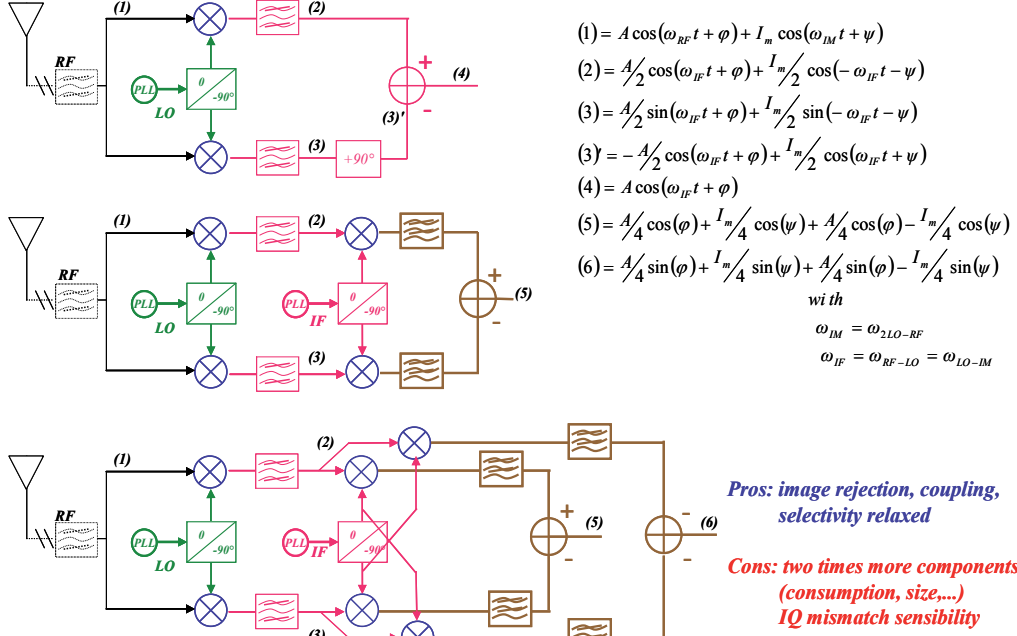 (1)
(2)
RF
PLL
LO
0
-90°
(3)
+90°
(3)'
+
-
(4)
(1) = A cos(ω_RF t + φ) + I_m cos(ω_IM t + ψ)
(2) = A/2 cos(ω_IF t + φ) + I_m/2 cos(− ω_IF t − ψ)
(3) = A/2 sin(ω_IF t + φ) + I_m/2 sin(− ω_IF t − ψ)
(3)' = − A/2 cos(ω_IF t + φ) + I_m/2 cos(ω_IF t + ψ)
(4) = A cos(ω_IF t + φ)
(5) = A/4 cos(φ) + I_m/4 cos(ψ) + A/4 cos(φ) − I_m/4 cos(ψ)
(6) = A/4 sin(φ) + I_m/4 sin(ψ) + A/4 sin(φ) − I_m/4 sin(ψ)
with
ω_IM = ω_2LO−RF
ω_IF = ω_RF−LO = ω_LO−IM
(1)
(2)
RF
PLL
LO
0
-90°
PLL
IF
0
-90°
(3)
+
-
(5)
(1)
(2)
RF
PLL
LO
0
-90°
PLL
IF
0
-90°
(3)
+
-
(5)
-
-
(6)
Pros: image rejection, coupling,
selectivity relaxed
Cons: two times more components
(consumption, size,...)
IQ mismatch sensibility